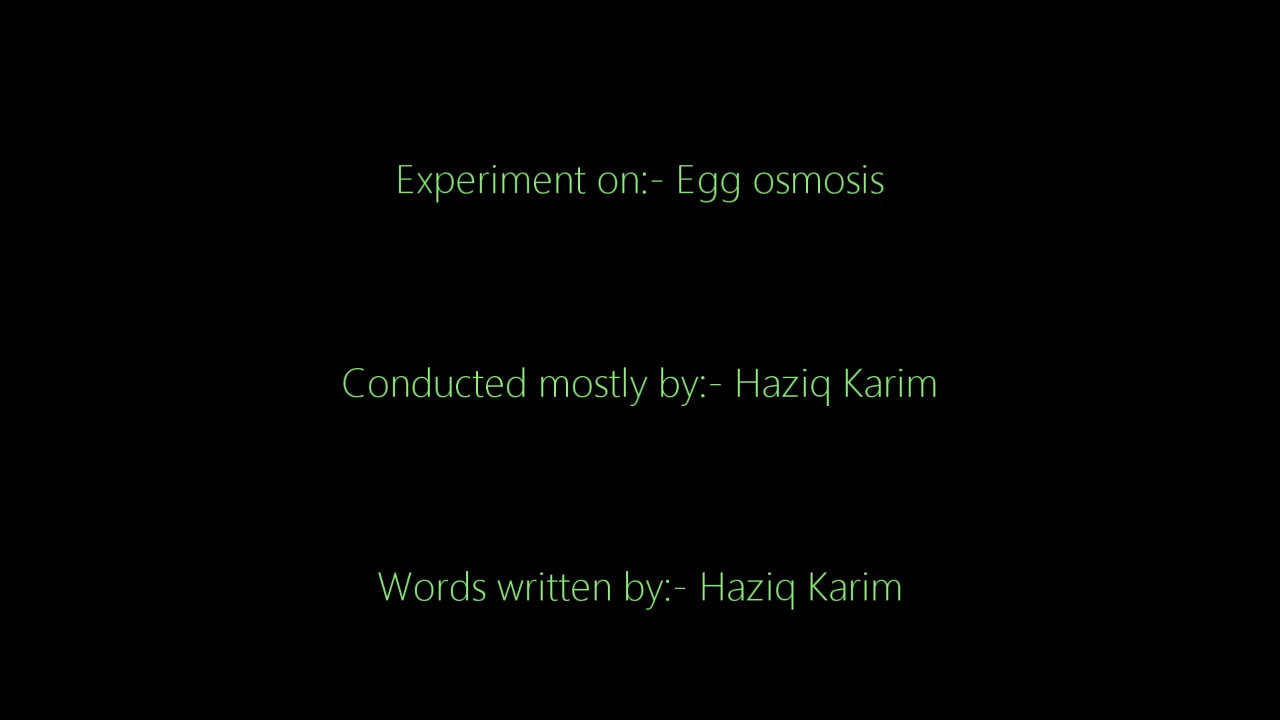 Experiment on:- Egg osmosis
Conducted mostly by:- Haziq Karim
Words written by:- Haziq Karim